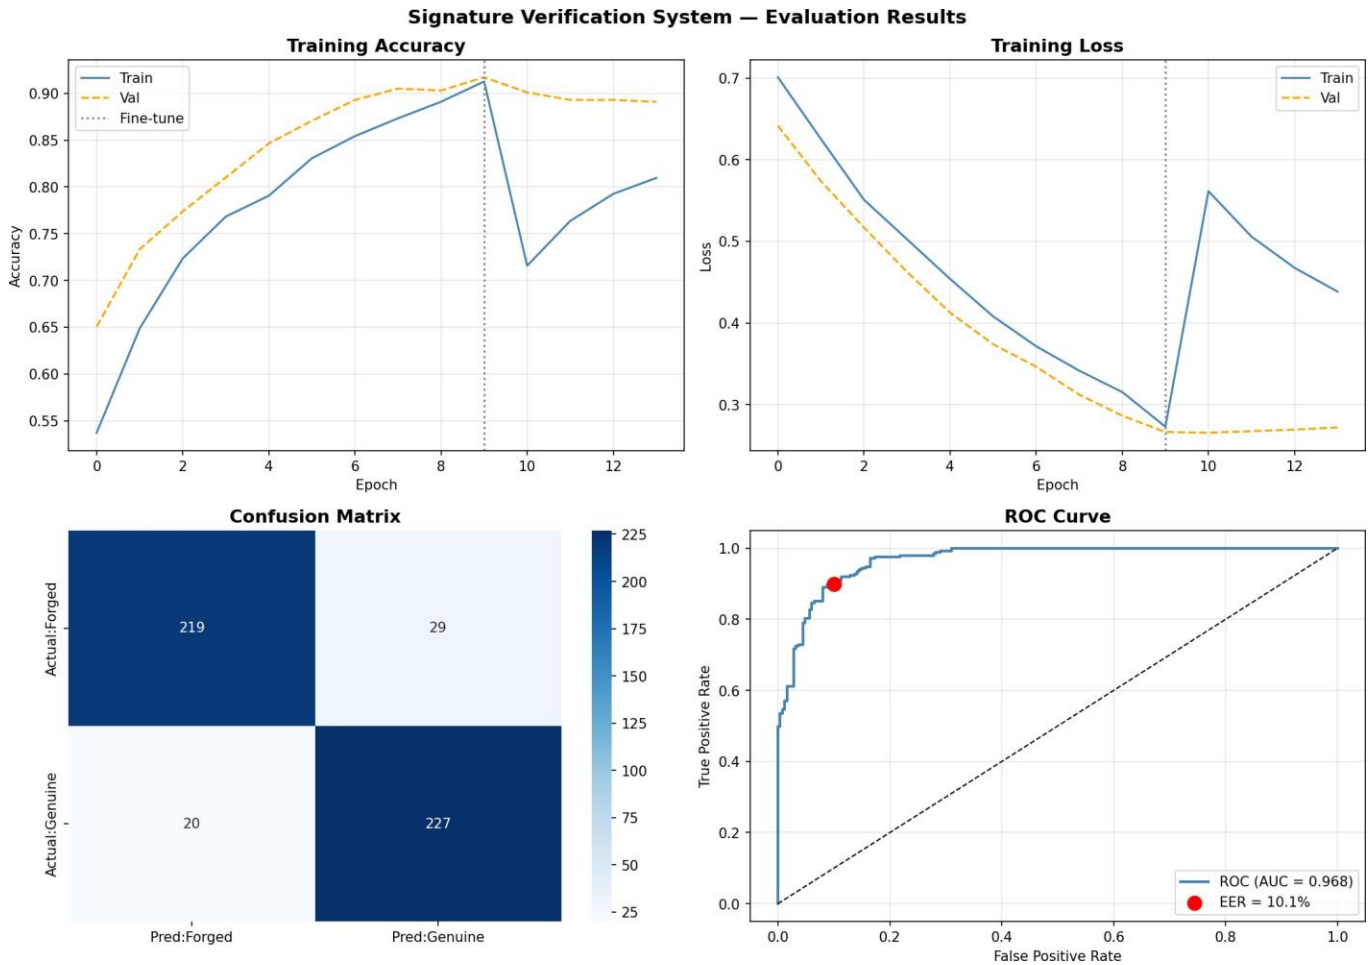 Signature Verification System — Evaluation Results
Training Accuracy
Train
Val
Fine-tune
0.90
0.85
0.80
0.75
0.70
0.65
0.60
0.55
Accuracy
0 2 4 6 8 10 12
Epoch
Training Loss
Train
Val
0.7
0.6
0.5
0.4
0.3
Loss
0 2 4 6 8 10 12
Epoch
Confusion Matrix
Actual:Forged
219 29
Actual:Genuine
20 227
Pred:Forged Pred:Genuine
225
200
175
150
125
100
75
50
25
ROC Curve
1.0
0.8
0.6
0.4
0.2
0.0
True Positive Rate
ROC (AUC = 0.968)
EER = 10.1%
0.0 0.2 0.4 0.6 0.8 1.0
False Positive Rate